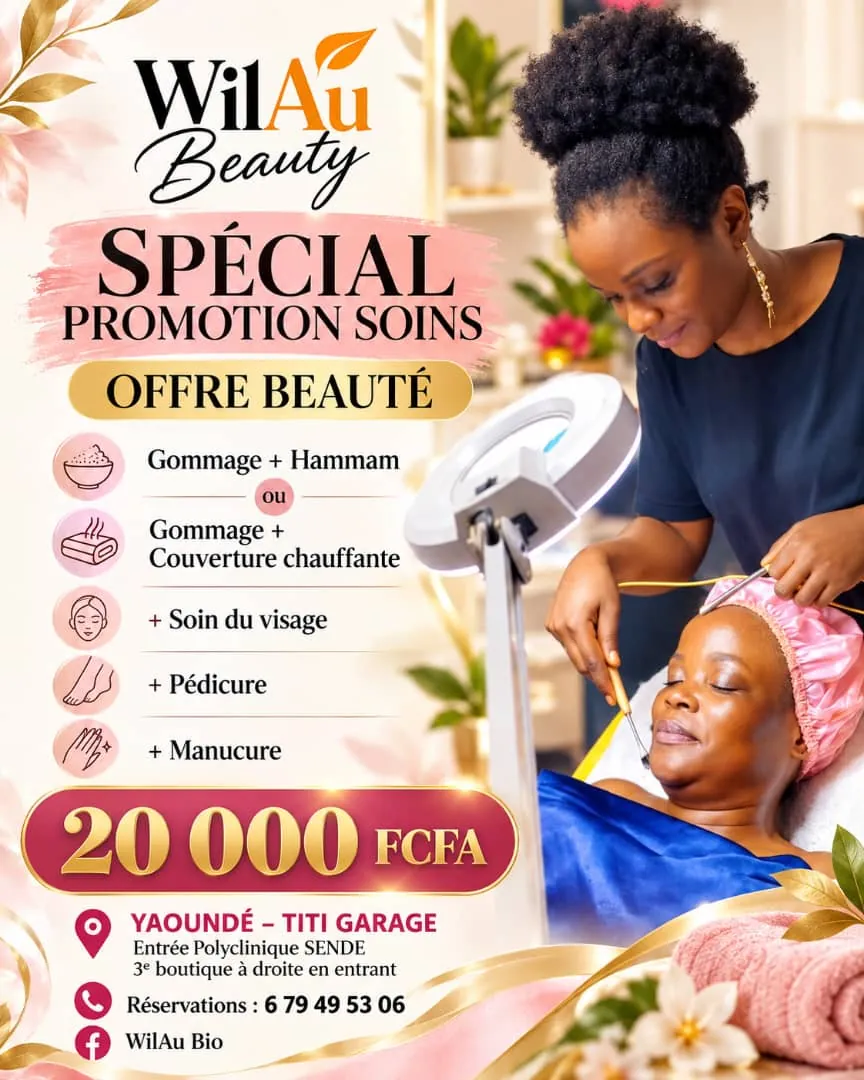 WilAu
Beauty
SPÉCIAL
PROMOTION SOINS
OFFRE BEAUTÉ
Gommage + Hammam
ou
Gommage +
Couverture chauffante
+ Soin du visage
+ Pédicure
+ Manucure
20 000 FCFA
YAOUNDÉ – TITI GARAGE
Entrée Polyclinique SENDE
3e boutique à droite en entrant
Réservations : 6 79 49 53 06
WilAu Bio